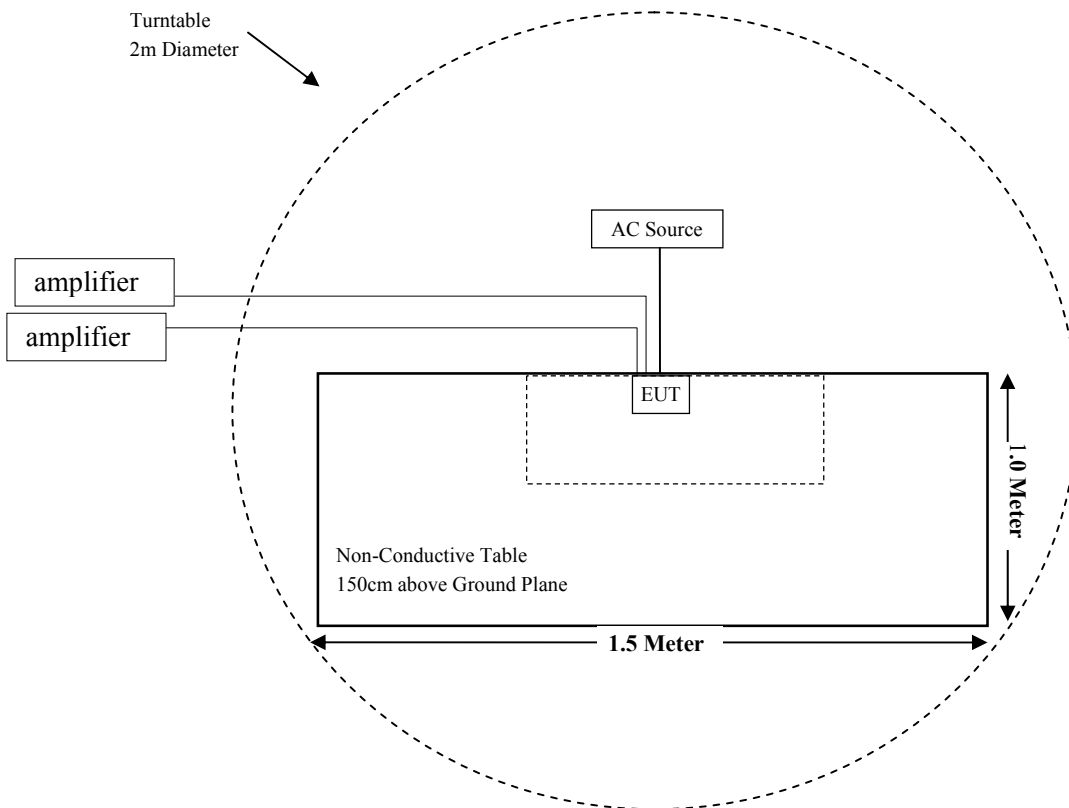 Turntable
2m Diameter
AC Source
amplifier
amplifier
EUT
1.0 Meter
Non-Conductive Table
150cm above Ground Plane
1.5 Meter